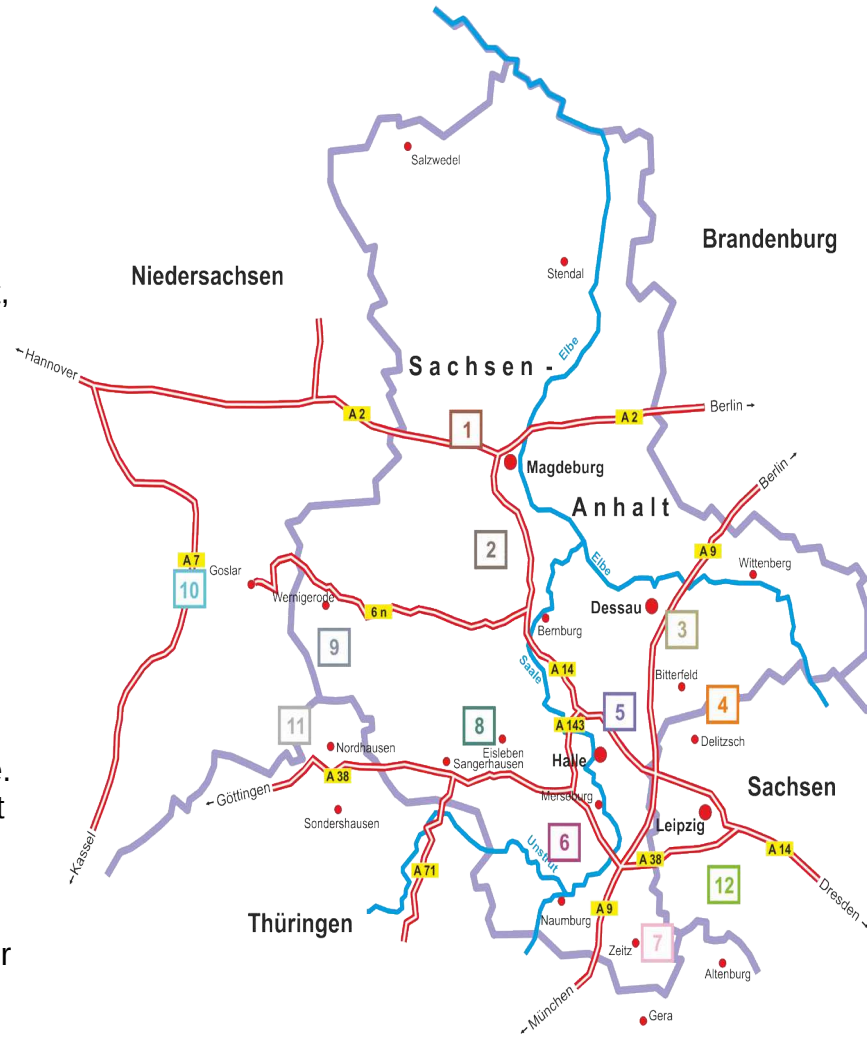 Salzwedel
Brandenburg
Niedersachsen
Stendal
,
← Hannover
Elbe
Sachsen -
A 2
1
A 2
Berlin →
Magdeburg
Berlin →
Anhalt
2
A 9
A 7
Goslar
Elbe
Wittenberg
10
Wernigerode
6 n
Dessau
Bernburg
3
9
Saale
A 14
Bitterfeld
11
8
5
4
A 143
Nordhausen
Eisleben
Delitzsch
Sangerhausen
Halle
e.
A 38
← Göttingen
Merseburg
Sachsen
t
Sondershausen
Leipzig
← Kassel
6
Unstrut
A 38
A 14
A 71
12
Dresden →
Thüringen
Naumburg
A 9
Zeitz
7
r
Altenburg
← München
Gera